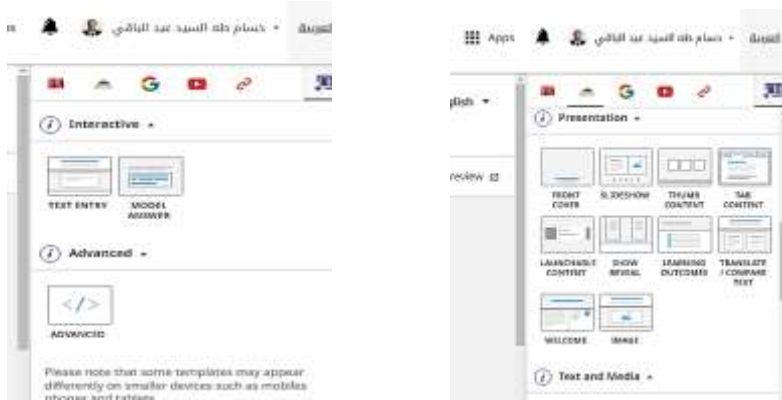 حسام طه السيد عبد الباقي
العربية
Interactive
TEXT ENTRY
MODEL ANSWER
Advanced
</>
ADVANCED
Please note that some templates may appear
differently on smaller devices such as mobiles
phones and tablets
Apps
حسام طه السيد عبد الباقي
العربية
glish
Presentation
review
FRONT COVER
SLIDESHOW
THUMB CONTENT
TAB CONTENT
LAUNCHABLE CONTENT
SHOW REVEAL
LEARNING OUTCOMES
TRANSLATE / COMPARE TEXT
WELCOME
IMAGE
Text and Media